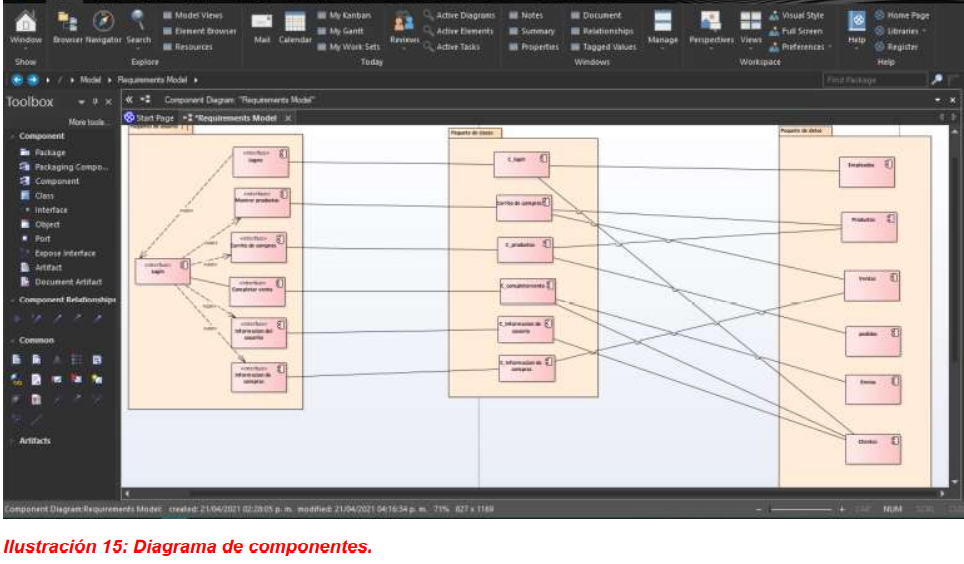 Window
Browser Navigator Search
Model Views
Element Browser
Resources
Mail Calendar
My Kanban
My Gantt
My Work Sets
Reviews
Active Diagrams
Active Elements
Active Tasks
Notes
Summary
Properties
Document
Relationships
Tagged Values
Manage
Perspectives Views
Visual Style
Full Screen
Preferences
Help
Home Page
Libraries
Register
Show
Explore
Today
Windows
Workspace
Help
Model
Requirements Model
Find Package
Toolbox
Component Diagram: "Requirements Model"
Start Page
*Requirements Model
More tools...
Component
Package
Packaging Compo...
Component
Class
Interface
Object
Port
Expose Interface
Artifact
Document Artifact
Component Relationships
Common
Artifacts
Paquete de clases
Paquete de datos
«interface»
logeo
«interface»
Mostrar productos
«interface»
Carrito de compras
«interface»
Login
«interface»
Completar venta
«interface»
Informacion del
usuario
«interface»
Informacion de
compras
C_login
Carrito de compras
C_productos
C_completarventa
C_Informacion de
usuario
C_Informacion de
compras
Empleados
Productos
Ventas
pedidos
Envios
Clientes
Component Diagram:Requirements Model: created: 21/04/2021 02:28:05 p. m. modified: 21/04/2021 04:16:34 p. m. 71% 827 x 1169
CAP NUM SCRL
Ilustración 15: Diagrama de componentes.